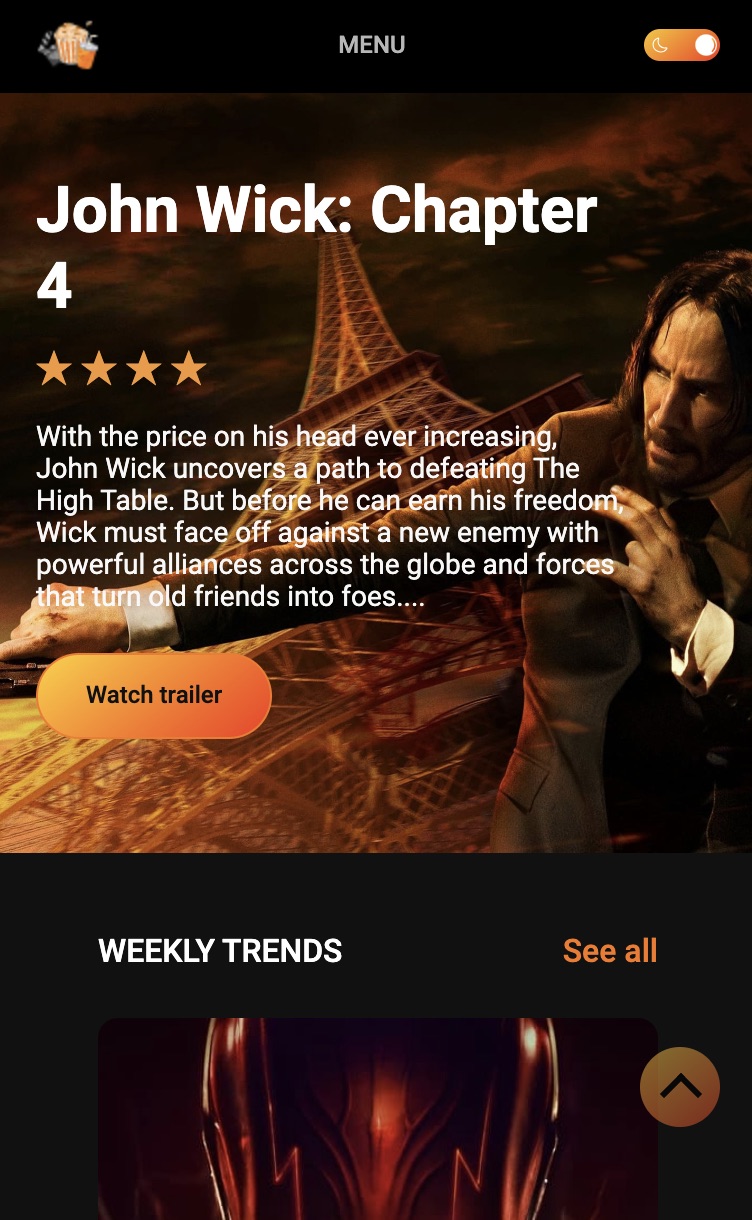 MENU
John Wick: Chapter
4
With the price on his head ever increasing,
John Wick uncovers a path to defeating The
High Table. But before he can earn his freedom,
Wick must face off against a new enemy with
powerful alliances across the globe and forces
that turn old friends into foes....
Watch trailer
WEEKLY TRENDS
See all